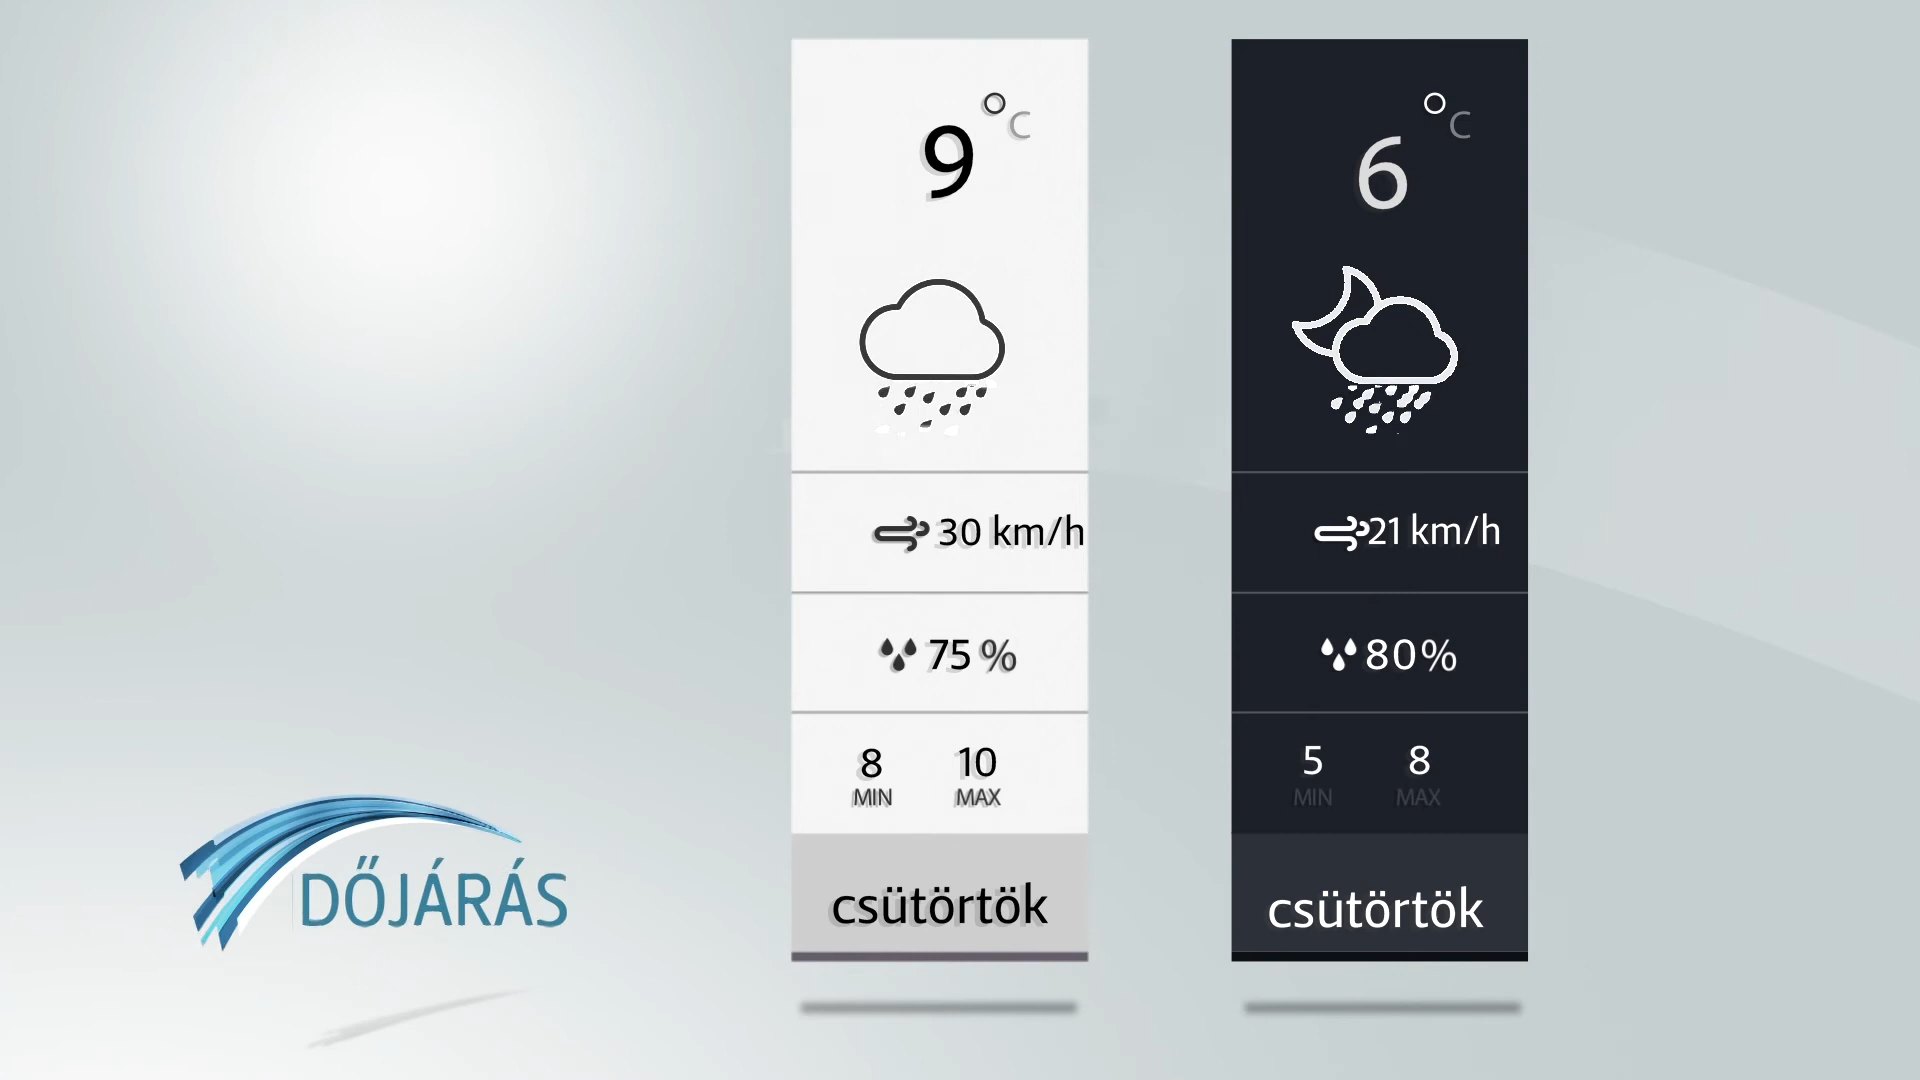 9 °C
30 km/h
75 %
8 10
MIN MAX
csütörtök
6 °C
21 km/h
80%
5 8
MIN MAX
csütörtök
DŐJÁRÁS